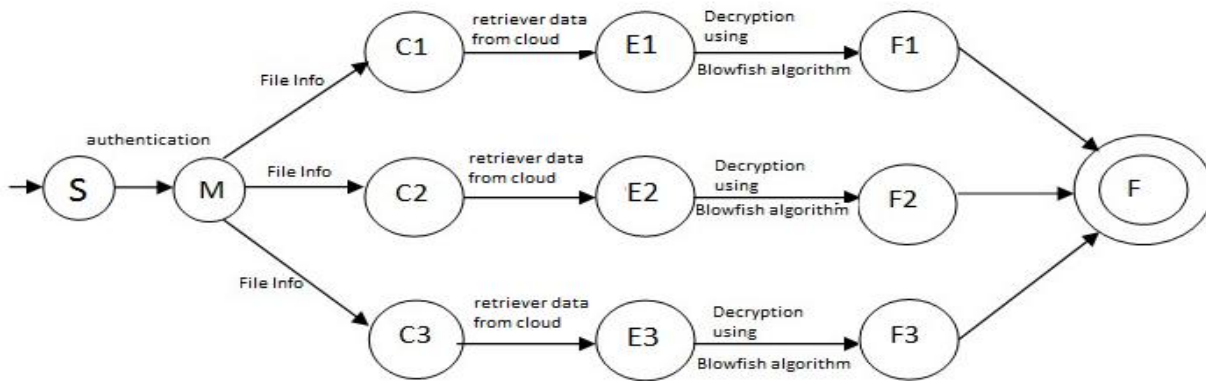 authentication
S
M
File Info
C1
retriever data
from cloud
E1
Decryption
using
Blowfish algorithm
F1
File Info
C2
retriever data
from cloud
E2
Decryption
using
Blowfish algorithm
F2
File Info
C3
retriever data
from cloud
E3
Decryption
using
Blowfish algorithm
F3
F